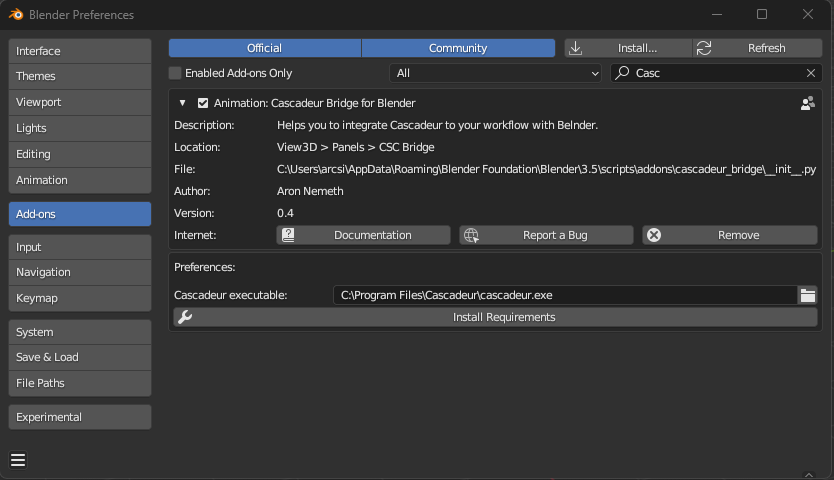 Blender Preferences
Interface
Themes
Viewport
Lights
Editing
Animation
Add-ons
Input
Navigation
Keymap
System
Save & Load
File Paths
Experimental
Official Community Install... Refresh
Enabled Add-ons Only All Casc
Animation: Cascadeur Bridge for Blender
Description: Helps you to integrate Cascadeur to your workflow with Belnder.
Location: View3D > Panels > CSC Bridge
File: C:\Users\arcsi\AppData\Roaming\Blender Foundation\Blender\3.5\scripts\addons\cascadeur_bridge\__init__.py
Author: Aron Nemeth
Version: 0.4
Internet: Documentation Report a Bug Remove
Preferences:
Cascadeur executable: C:\Program Files\Cascadeur\cascadeur.exe
Install Requirements